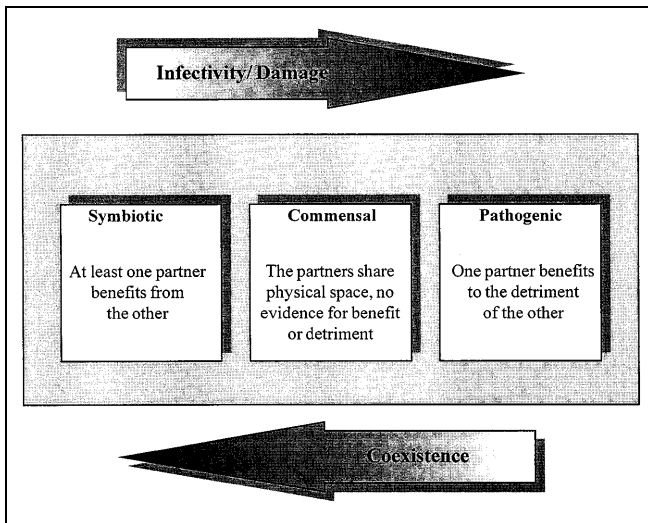 Infectivity/ Damage
Symbiotic
At least one partner
benefits from
the other
Commensal
The partners share
physical space, no
evidence for benefit
or detriment
Pathogenic
One partner benefits
to the detriment
of the other
Coexistence